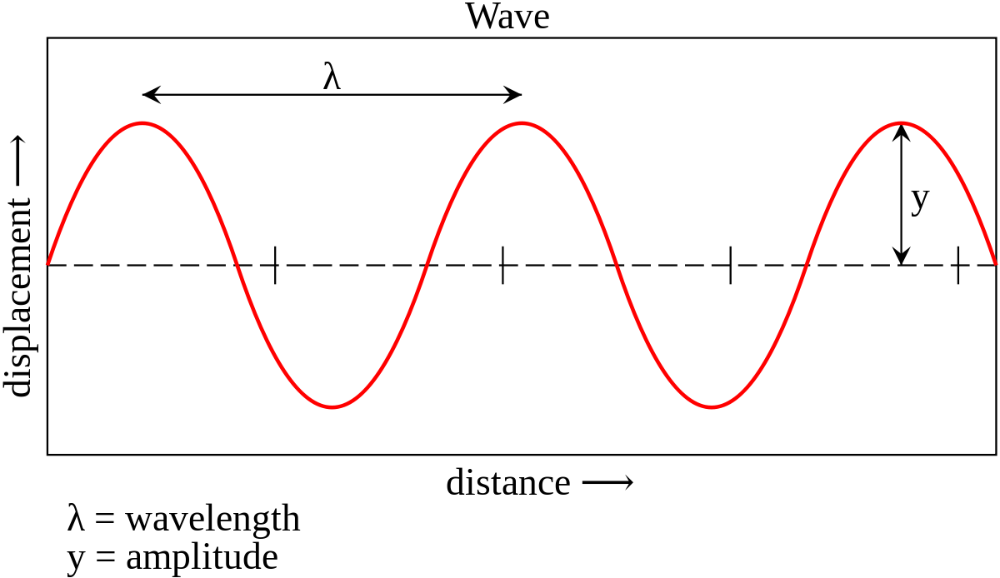 Wave
λ
y
displacement →
distance →
λ = wavelength
y = amplitude